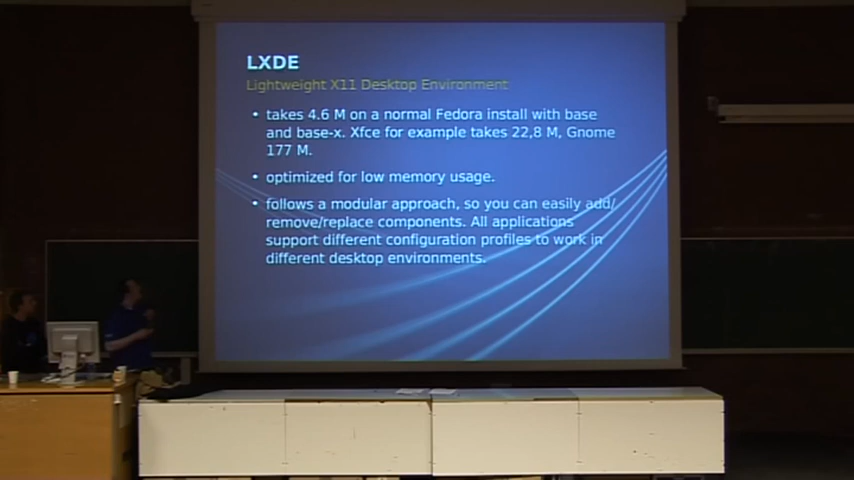 LXDE
Lightweight X11 Desktop Environment
• takes 4.6 M on a normal Fedora install with base
and base-x. Xfce for example takes 22,8 M, Gnome
177 M.
• optimized for low memory usage.
• follows a modular approach, so you can easily add/
remove/replace components. All applications
support different configuration profiles to work in
different desktop environments.